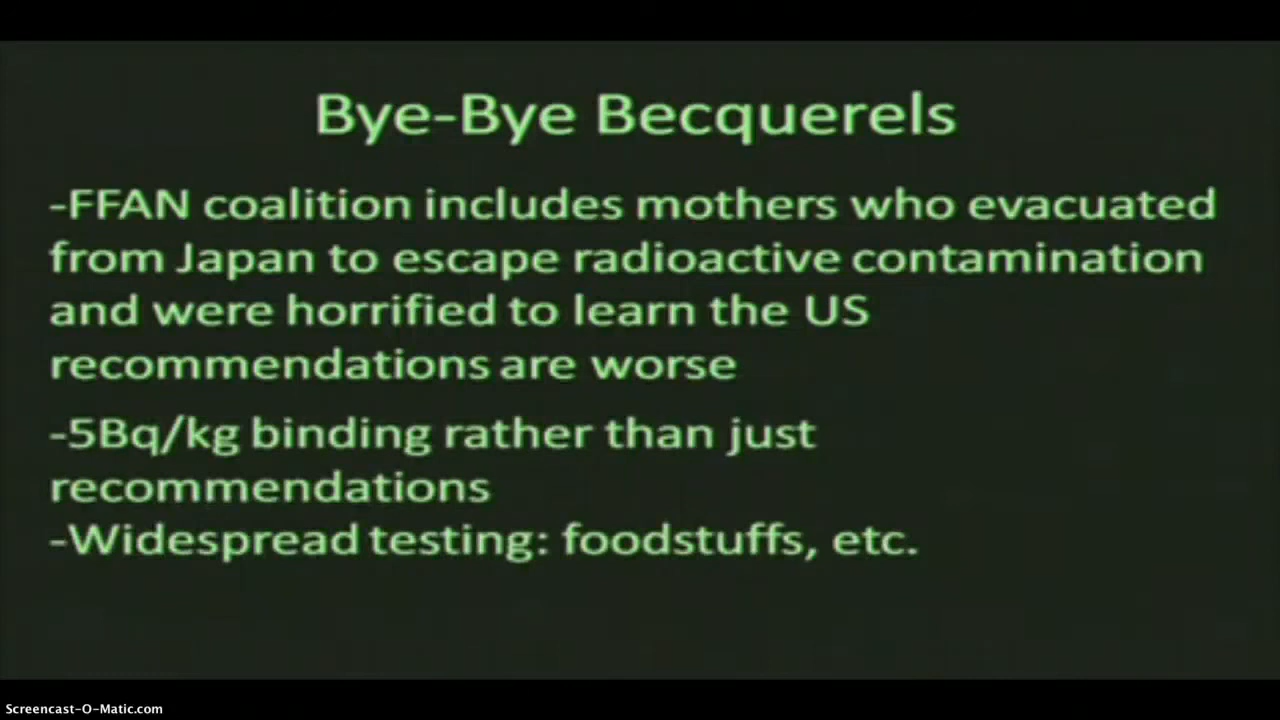 Bye-Bye Becquerels
-FFAN coalition includes mothers who evacuated
from Japan to escape radioactive contamination
and were horrified to learn the US
recommendations are worse
-5Bq/kg binding rather than just
recommendations
-Widespread testing: foodstuffs, etc.
Screencast-O-Matic.com